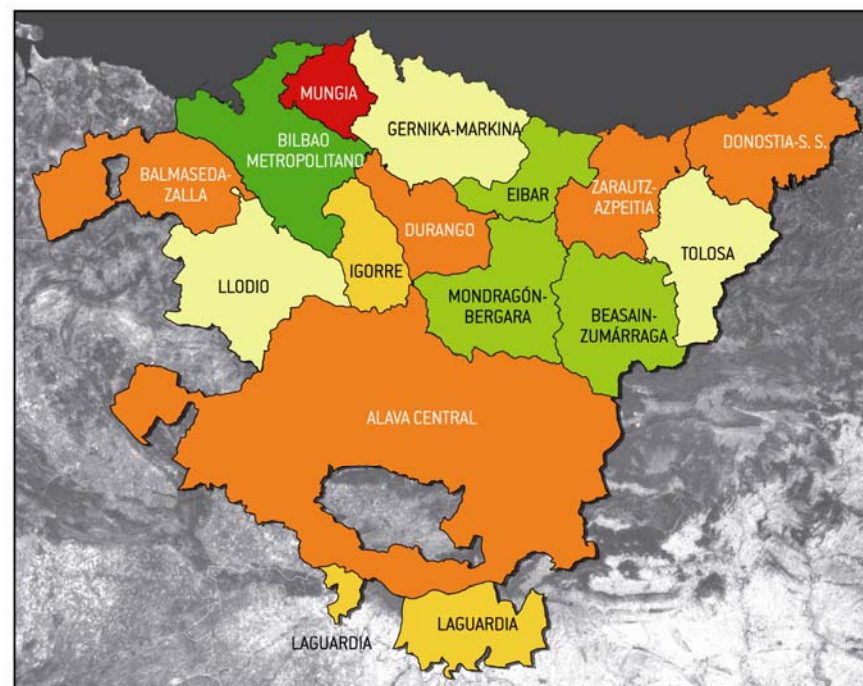 MUNGIA
GERNIKA-MARKINA
BILBAO
METROPOLITANO
DONOSTIA-S. S.
BALMASEDA-
ZALLA
EIBAR
ZARAUTZ-
AZPEITIA
DURANGO
TOLOSA
IGORRE
LLODIO
MONDRAGÓN-
BERGARA
BEASAIN-
ZUMÁRRAGA
ALAVA CENTRAL
LAGUARDIA
LAGUARDIA